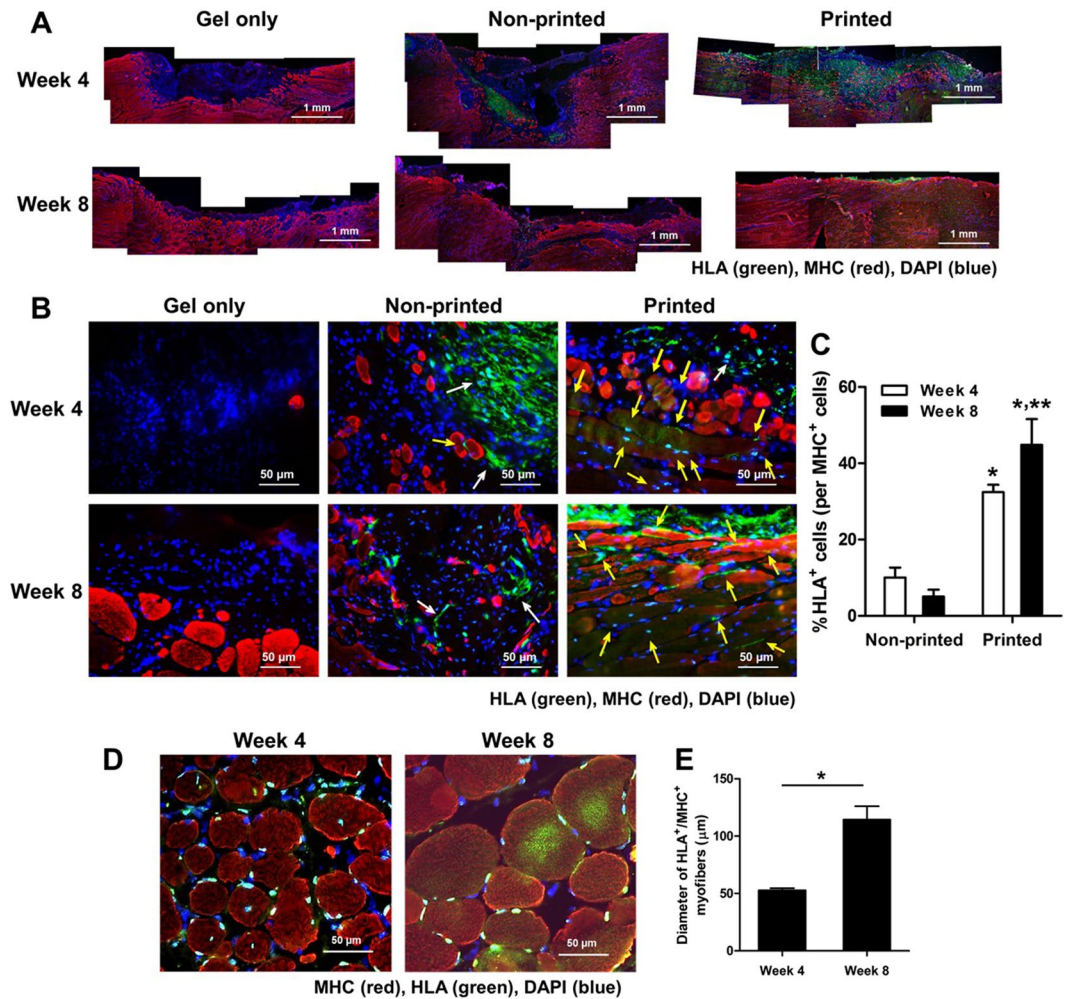 A
Gel only
Non-printed
Printed
Week 4
1 mm
1 mm
1 mm
Week 8
1 mm
1 mm
1 mm
HLA (green), MHC (red), DAPI (blue)
B
Gel only
Non-printed
Printed
Week 4
50 µm
50 µm
50 µm
Week 8
50 µm
50 µm
50 µm
HLA (green), MHC (red), DAPI (blue)
C
% HLA⁺ cells (per MHC⁺ cells)
60
40
20
0
Week 4
Week 8
*
*,**
Non-printed
Printed
D
Week 4
Week 8
50 µm
50 µm
MHC (red), HLA (green), DAPI (blue)
E
Diameter of HLA⁺/MHC⁺
myofibers (µm)
150
100
50
0
*
Week 4
Week 8